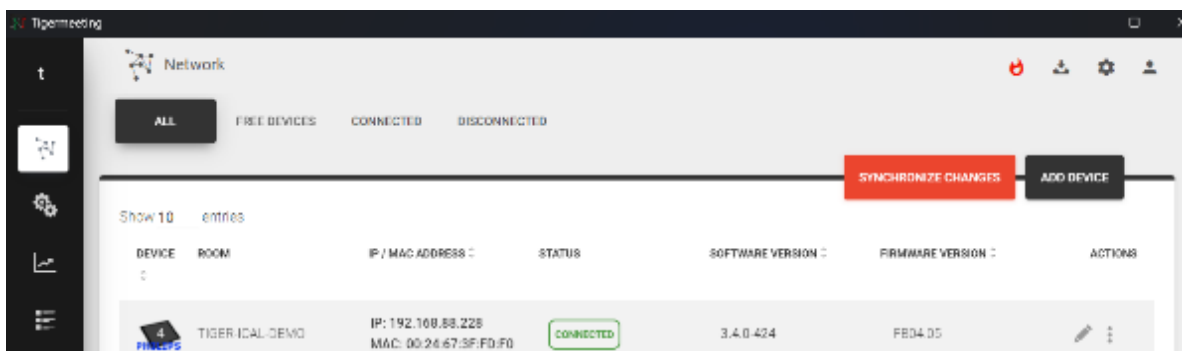 Tigermeeting
t
Network
ALL FREE DEVICES CONNECTED DISCONNECTED
SYNCHRONIZE CHANGES ADD DEVICE
Show 10 entries
DEVICE ROOM IP / MAC ADDRESS STATUS SOFTWARE VERSION FIRMWARE VERSION ACTIONS
4
PHILIPS
TIGER-ICAL-DEMO
IP: 192.168.88.228
MAC: 00:24:67:3F:FD:F0
CONNECTED
3.4.0-424
FB04.05